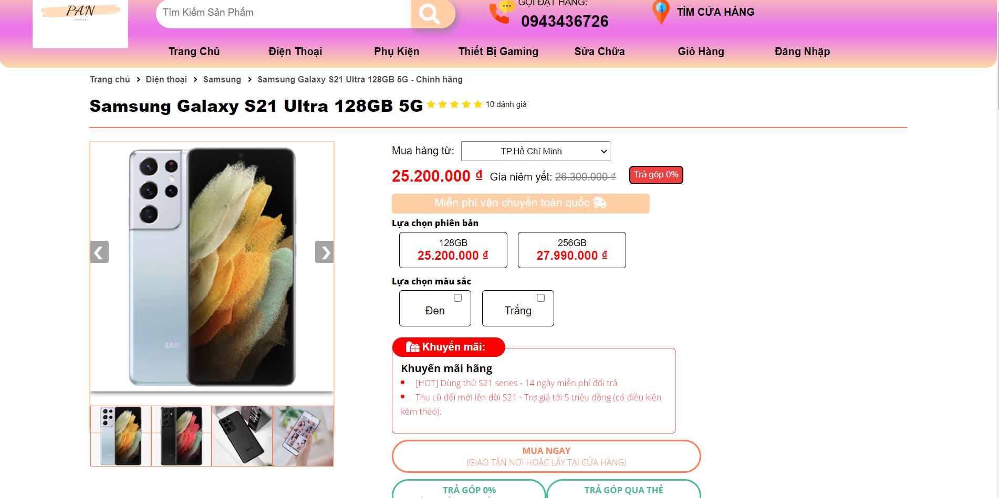 PAN
Tìm Kiếm Sản Phẩm
GỌI ĐẶT HÀNG:
0943436726
TÌM CỬA HÀNG
Trang Chủ
Điện Thoại
Phụ Kiện
Thiết Bị Gaming
Sửa Chữa
Giỏ Hàng
Đăng Nhập
Trang chủ > Điện thoại > Samsung > Samsung Galaxy S21 Ultra 128GB 5G - Chính hãng
Samsung Galaxy S21 Ultra 128GB 5G
10 đánh giá
Mua hàng từ:
TP.Hồ Chí Minh
25.200.000 ₫
Gía niêm yết: 26.300.000 ₫
Trả góp 0%
Miễn phí vận chuyển toàn quốc
Lựa chọn phiên bản
128GB
25.200.000 ₫
256GB
27.990.000 ₫
Lựa chọn màu sắc
Đen
Trắng
Khuyến mãi:
Khuyến mãi hãng
• [HOT] Dùng thử S21 series - 14 ngày miễn phí đổi trả
• Thu cũ đổi mới lên đời S21 - Trợ giá tới 5 triệu đồng (có điều kiện
kèm theo).
MUA NGAY
(GIAO TẬN NƠI HOẶC LẤY TẠI CỬA HÀNG)
TRẢ GÓP 0%
TRẢ GÓP QUA THẺ